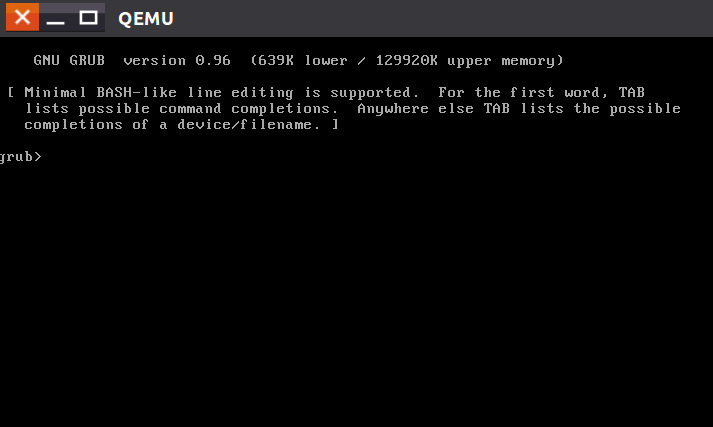 QEMU
GNU GRUB  version 0.96  (639K lower / 129920K upper memory)
[ Minimal BASH-like line editing is supported.  For the first word, TAB
lists possible command completions.  Anywhere else TAB lists the possible
completions of a device/filename. ]
grub>